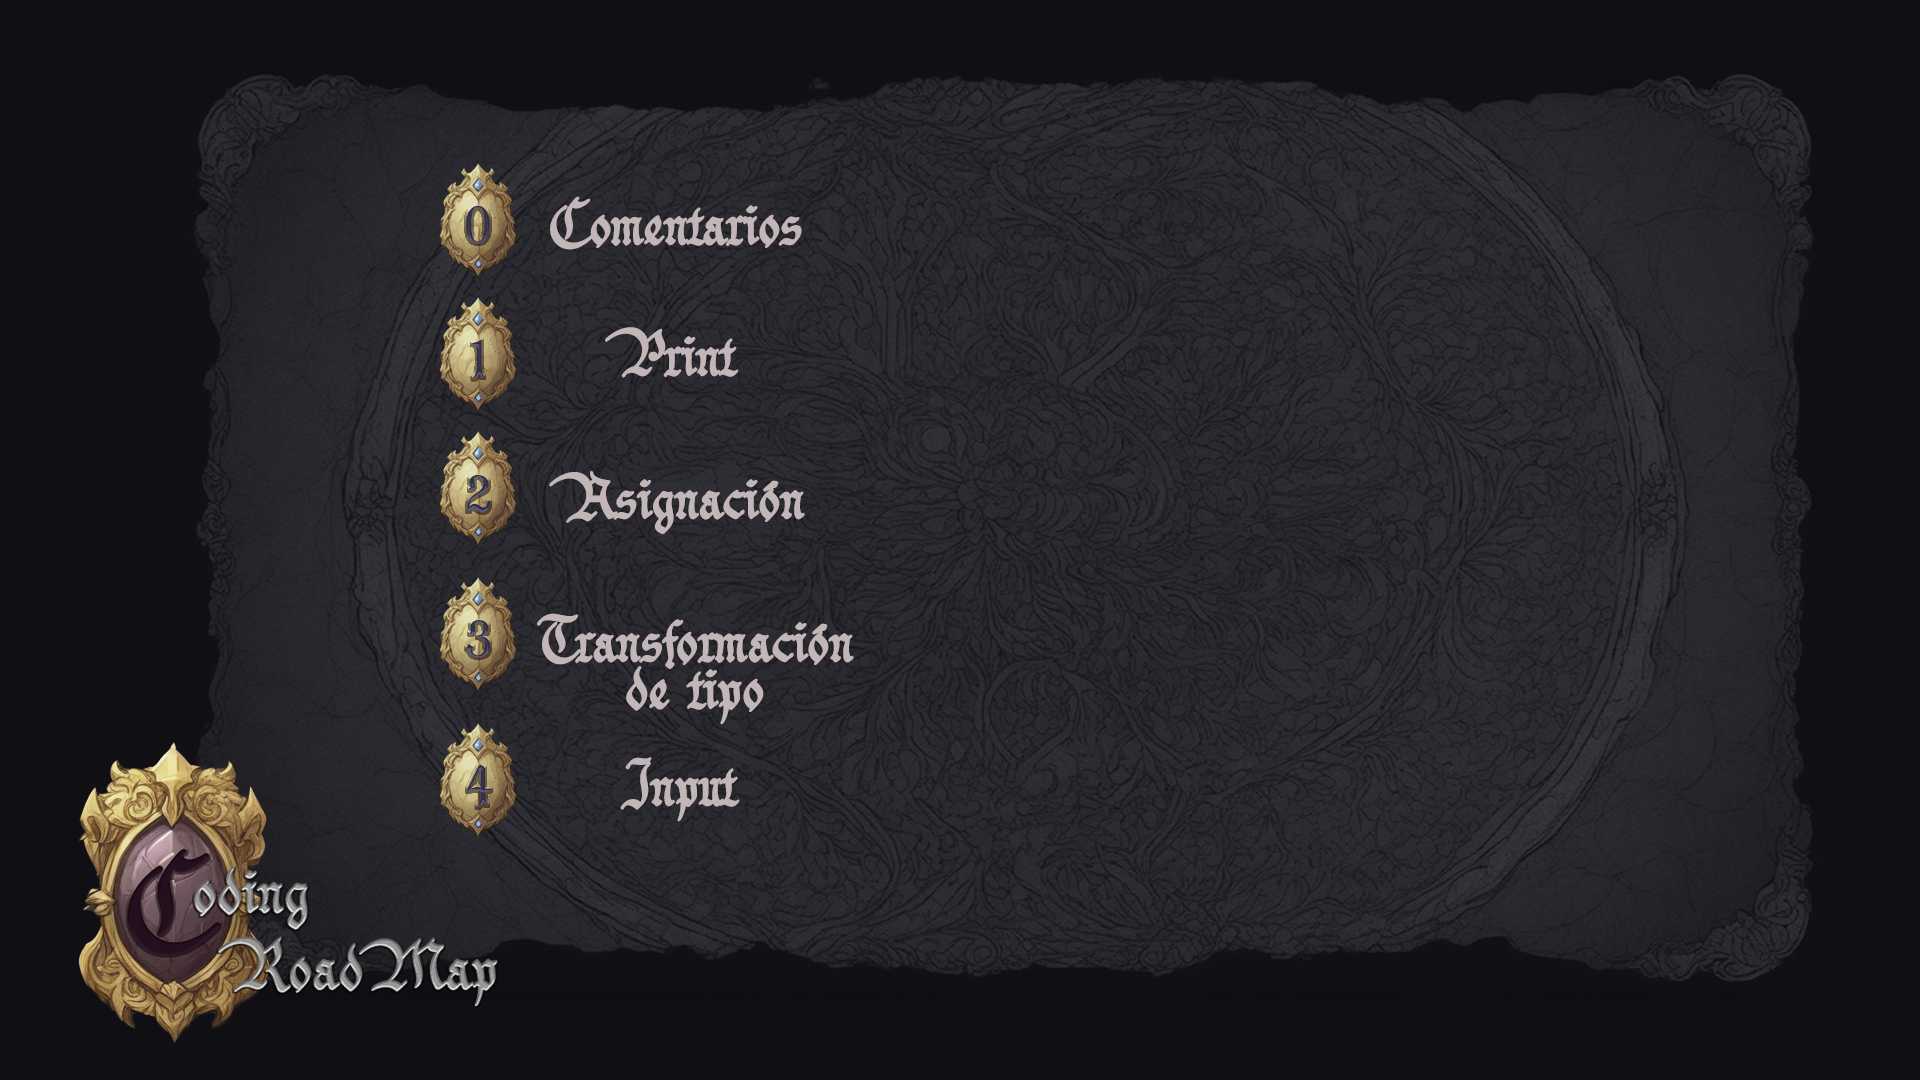 0 Comentarios
1 Print
2 Asignación
3 Transformación
de tipo
4 Input
Coding
RoadMap